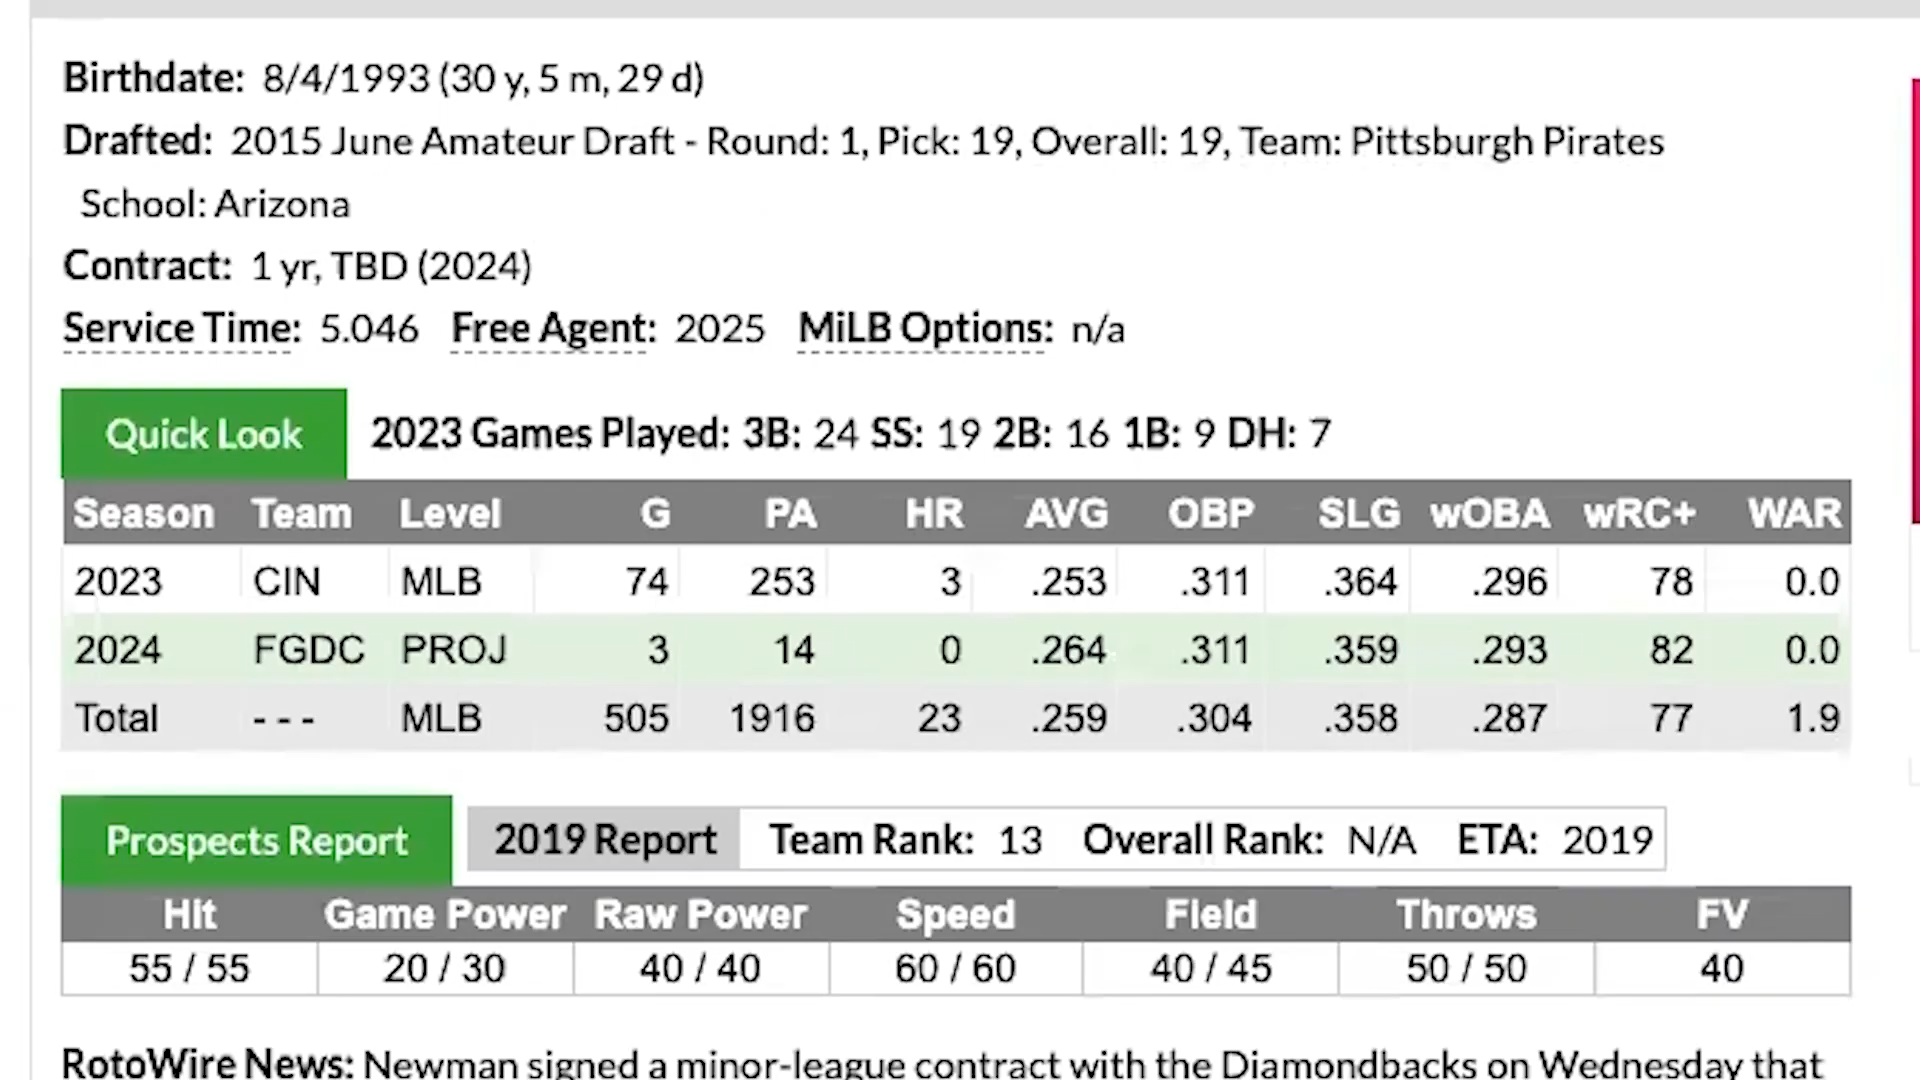 Birthdate: 8/4/1993 (30 y, 5 m, 29 d)
Drafted: 2015 June Amateur Draft - Round: 1, Pick: 19, Overall: 19, Team: Pittsburgh Pirates
School: Arizona
Contract: 1 yr, TBD (2024)
Service Time: 5.046 Free Agent: 2025 MiLB Options: n/a
Quick Look 2023 Games Played: 3B: 24 SS: 19 2B: 16 1B: 9 DH: 7
Season Team Level G PA HR AVG OBP SLG wOBA wRC+ WAR
2023 CIN MLB 74 253 3 .253 .311 .364 .296 78 0.0
2024 FGDC PROJ 3 14 0 .264 .311 .359 .293 82 0.0
Total - - - MLB 505 1916 23 .259 .304 .358 .287 77 1.9
Prospects Report 2019 Report Team Rank: 13 Overall Rank: N/A ETA: 2019
Hit Game Power Raw Power Speed Field Throws FV
55 / 55 20 / 30 40 / 40 60 / 60 40 / 45 50 / 50 40
RotoWire News: Newman signed a minor-league contract with the Diamondbacks on Wednesday that